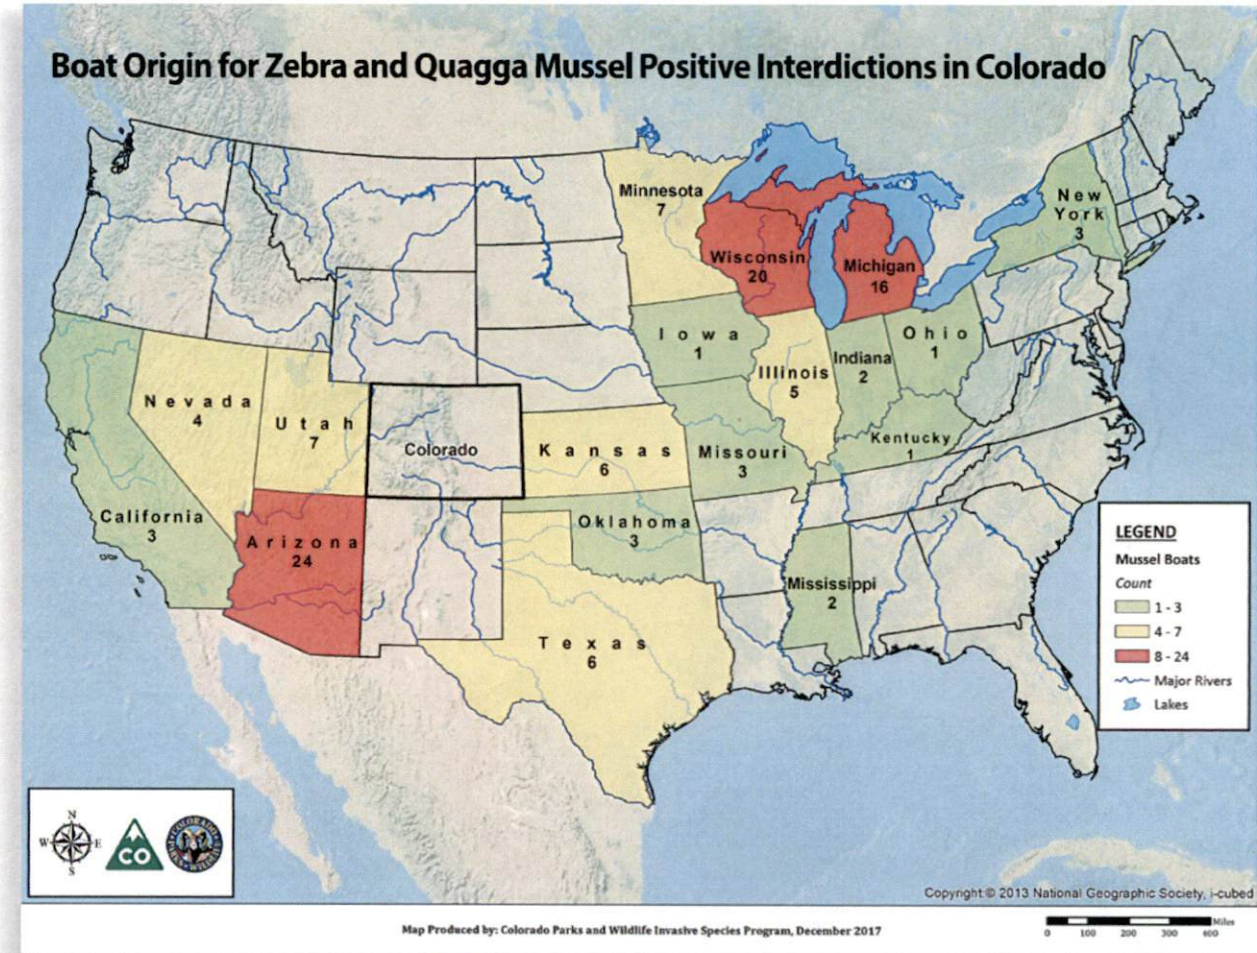 Boat Origin for Zebra and Quagga Mussel Positive Interdictions in Colorado
Minnesota
7
New
York
3
Wisconsin
20
Michigan
16
Iowa
1
Ohio
1
Indiana
2
Illinois
5
Nevada
4
Utah
7
Colorado
Kansas
6
Missouri
3
Kentucky
1
California
3
Arizona
24
Oklahoma
3
Mississippi
2
Texas
6
LEGEND
Mussel Boats
Count
1 - 3
4 - 7
8 - 24
Major Rivers
Lakes
N
W E
S
CO
Copyright:© 2013 National Geographic Society, i-cubed
Map Produced by: Colorado Parks and Wildlife Invasive Species Program, December 2017
Miles
0 100 200 300 400